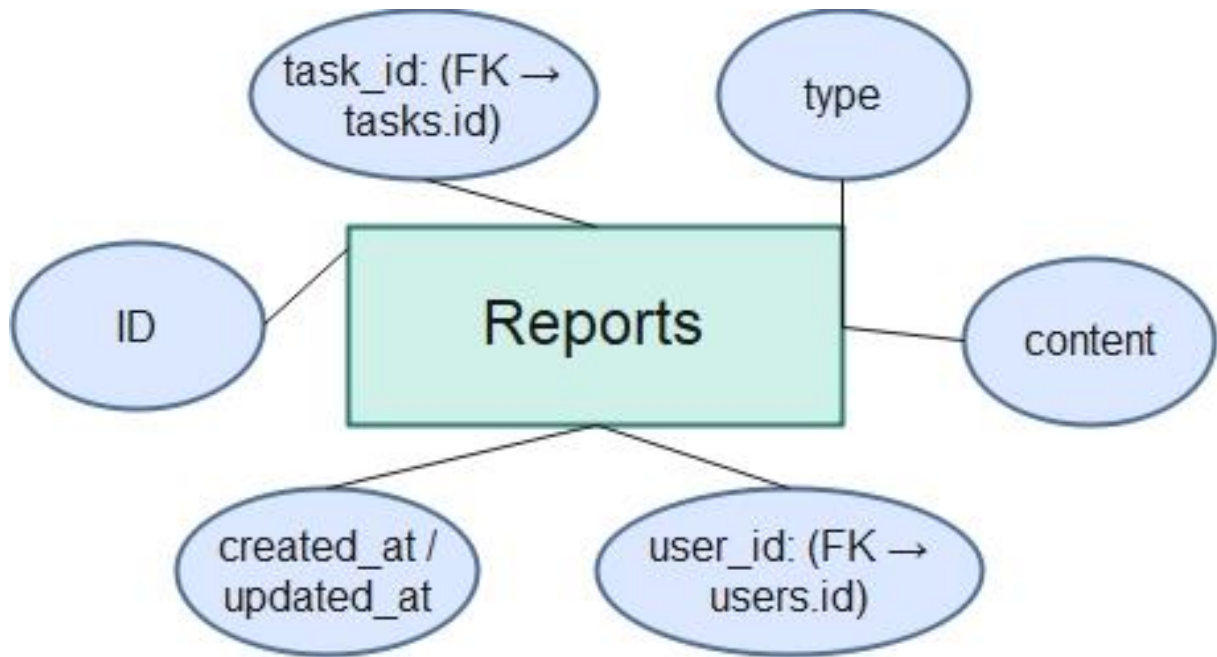 task_id: (FK →
tasks.id)
type
ID
Reports
content
created_at /
updated_at
user_id: (FK →
users.id)